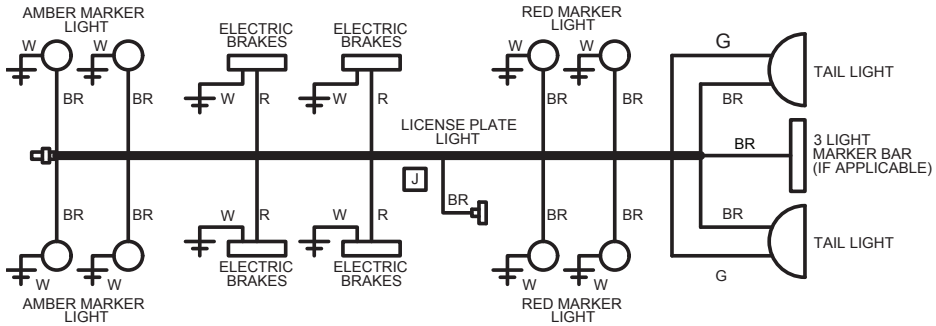 AMBER MARKER
LIGHT
ELECTRIC
BRAKES
ELECTRIC
BRAKES
RED MARKER
LIGHT
W
W
W
W
G
TAIL LIGHT
BR
BR
W
R
W
R
BR
BR
BR
LICENSE PLATE
LIGHT
BR
3 LIGHT
MARKER BAR
(IF APPLICABLE)
J
BR
BR
BR
W
R
W
R
BR
BR
BR
TAIL LIGHT
G
W
W
W
W
ELECTRIC
BRAKES
ELECTRIC
BRAKES
AMBER MARKER
LIGHT
RED MARKER
LIGHT